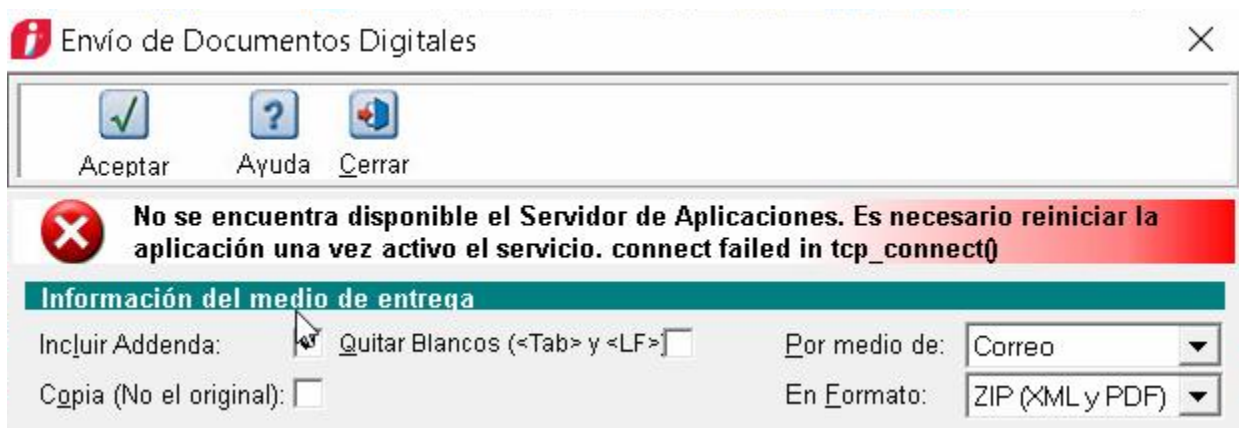 Envío de Documentos Digitales
Aceptar Ayuda Cerrar
No se encuentra disponible el Servidor de Aplicaciones. Es necesario reiniciar la
aplicación una vez activo el servicio. connect failed in tcp_connect()
Información del medio de entrega
Incluir Addenda: Quitar Blancos (<Tab> y <LF>) Por medio de: Correo
Copia (No el original): En Formato: ZIP (XML y PDF)